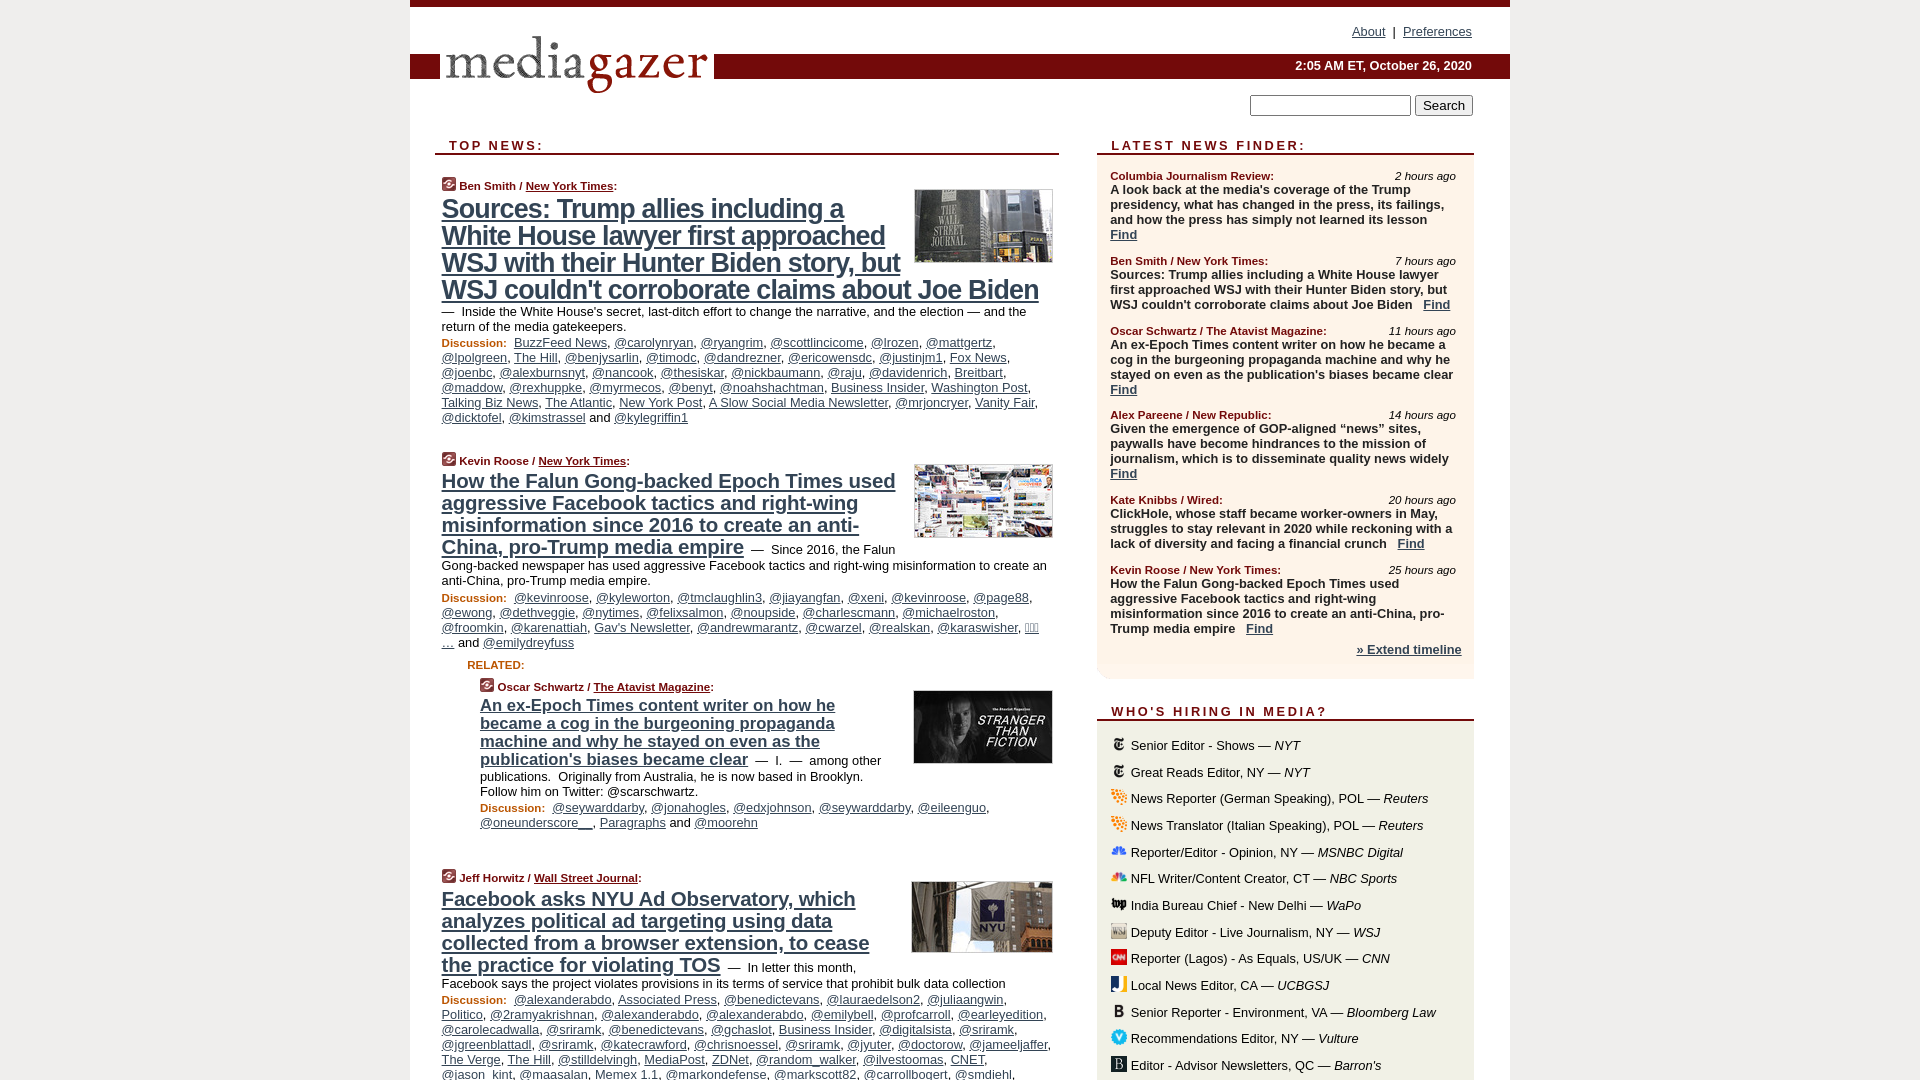 About | Preferences
mediagazer
2:05 AM ET, October 26, 2020
Search
TOP NEWS:
Ben Smith / New York Times:
Sources: Trump allies including a
White House lawyer first approached
WSJ with their Hunter Biden story, but
WSJ couldn't corroborate claims about Joe Biden
— Inside the White House's secret, last-ditch effort to change the narrative, and the election — and the
return of the media gatekeepers.
Discussion: BuzzFeed News, @carolynryan, @ryangrim, @scottlincicome, @lrozen, @mattgertz,
@lpolgreen, The Hill, @benjysarlin, @timodc, @dandrezner, @ericowensdc, @justinjm1, Fox News,
@joenbc, @alexburnsnyt, @nancook, @thesiskar, @nickbaumann, @raju, @davidenrich, Breitbart,
@maddow, @rexhuppke, @myrmecos, @benyt, @noahshachtman, Business Insider, Washington Post,
Talking Biz News, The Atlantic, New York Post, A Slow Social Media Newsletter, @mrjoncryer, Vanity Fair,
@dicktofel, @kimstrassel and @kylegriffin1
THE WALL STREET JOURNAL
Kevin Roose / New York Times:
How the Falun Gong-backed Epoch Times used
aggressive Facebook tactics and right-wing
misinformation since 2016 to create an anti-
China, pro-Trump media empire — Since 2016, the Falun
Gong-backed newspaper has used aggressive Facebook tactics and right-wing misinformation to create an
anti-China, pro-Trump media empire.
Discussion: @kevinroose, @kyleworton, @tmclaughlin3, @jiayangfan, @xeni, @kevinroose, @page88,
@ewong, @dethveggie, @nytimes, @felixsalmon, @noupside, @charlescmann, @michaelroston,
@froomkin, @karenattiah, Gav's Newsletter, @andrewmarantz, @cwarzel, @realskan, @karaswisher,
… and @emilydreyfuss
RELATED:
Oscar Schwartz / The Atavist Magazine:
An ex-Epoch Times content writer on how he
became a cog in the burgeoning propaganda
machine and why he stayed on even as the
publication's biases became clear — I. — among other
publications. Originally from Australia, he is now based in Brooklyn.
Follow him on Twitter: @scarschwartz.
Discussion: @seywarddarby, @jonahogles, @edxjohnson, @seywarddarby, @eileenguo,
@oneunderscore__, Paragraphs and @moorehn
the Atavist Magazine
STRANGER
THAN
FICTION
Jeff Horwitz / Wall Street Journal:
Facebook asks NYU Ad Observatory, which
analyzes political ad targeting using data
collected from a browser extension, to cease
the practice for violating TOS — In letter this month,
Facebook says the project violates provisions in its terms of service that prohibit bulk data collection
Discussion: @alexanderabdo, Associated Press, @benedictevans, @lauraedelson2, @juliaangwin,
Politico, @2ramyakrishnan, @alexanderabdo, @alexanderabdo, @emilybell, @profcarroll, @earleyedition,
@carolecadwalla, @sriramk, @benedictevans, @gchaslot, Business Insider, @digitalsista, @sriramk,
@jgreenblattadl, @sriramk, @katecrawford, @chrisnoessel, @sriramk, @jyuter, @doctorow, @jameeljaffer,
The Verge, The Hill, @stilldelvingh, MediaPost, ZDNet, @random_walker, @ilvestoomas, CNET,
@jason_kint, @maasalan, Memex 1.1, @markondefense, @markscott82, @carrollbogert, @smdiehl,
NYU
LATEST NEWS FINDER:
Columbia Journalism Review: 2 hours ago
A look back at the media's coverage of the Trump
presidency, what has changed in the press, its failings,
and how the press has simply not learned its lesson
Find
Ben Smith / New York Times: 7 hours ago
Sources: Trump allies including a White House lawyer
first approached WSJ with their Hunter Biden story, but
WSJ couldn't corroborate claims about Joe Biden Find
Oscar Schwartz / The Atavist Magazine: 11 hours ago
An ex-Epoch Times content writer on how he became a
cog in the burgeoning propaganda machine and why he
stayed on even as the publication's biases became clear
Find
Alex Pareene / New Republic: 14 hours ago
Given the emergence of GOP-aligned “news” sites,
paywalls have become hindrances to the mission of
journalism, which is to disseminate quality news widely
Find
Kate Knibbs / Wired: 20 hours ago
ClickHole, whose staff became worker-owners in May,
struggles to stay relevant in 2020 while reckoning with a
lack of diversity and facing a financial crunch Find
Kevin Roose / New York Times: 25 hours ago
How the Falun Gong-backed Epoch Times used
aggressive Facebook tactics and right-wing
misinformation since 2016 to create an anti-China, pro-
Trump media empire Find
» Extend timeline
WHO'S HIRING IN MEDIA?
Senior Editor - Shows — NYT
Great Reads Editor, NY — NYT
News Reporter (German Speaking), POL — Reuters
News Translator (Italian Speaking), POL — Reuters
Reporter/Editor - Opinion, NY — MSNBC Digital
NFL Writer/Content Creator, CT — NBC Sports
wp India Bureau Chief - New Delhi — WaPo
WSJ Deputy Editor - Live Journalism, NY — WSJ
CNN Reporter (Lagos) - As Equals, US/UK — CNN
Local News Editor, CA — UCBGSJ
B Senior Reporter - Environment, VA — Bloomberg Law
Recommendations Editor, NY — Vulture
B Editor - Advisor Newsletters, QC — Barron's